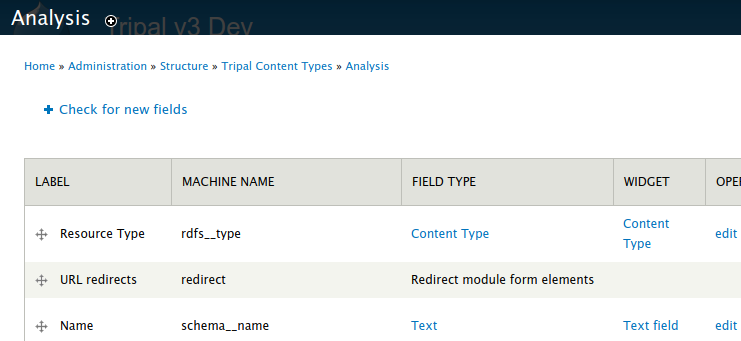 Analysis
Tripal v3 Dev
Home » Administration » Structure » Tripal Content Types » Analysis
Check for new fields
LABEL MACHINE NAME FIELD TYPE WIDGET OPE
Resource Type rdfs__type Content Type Content Type edit
URL redirects redirect Redirect module form elements
Name schema__name Text Text field edit